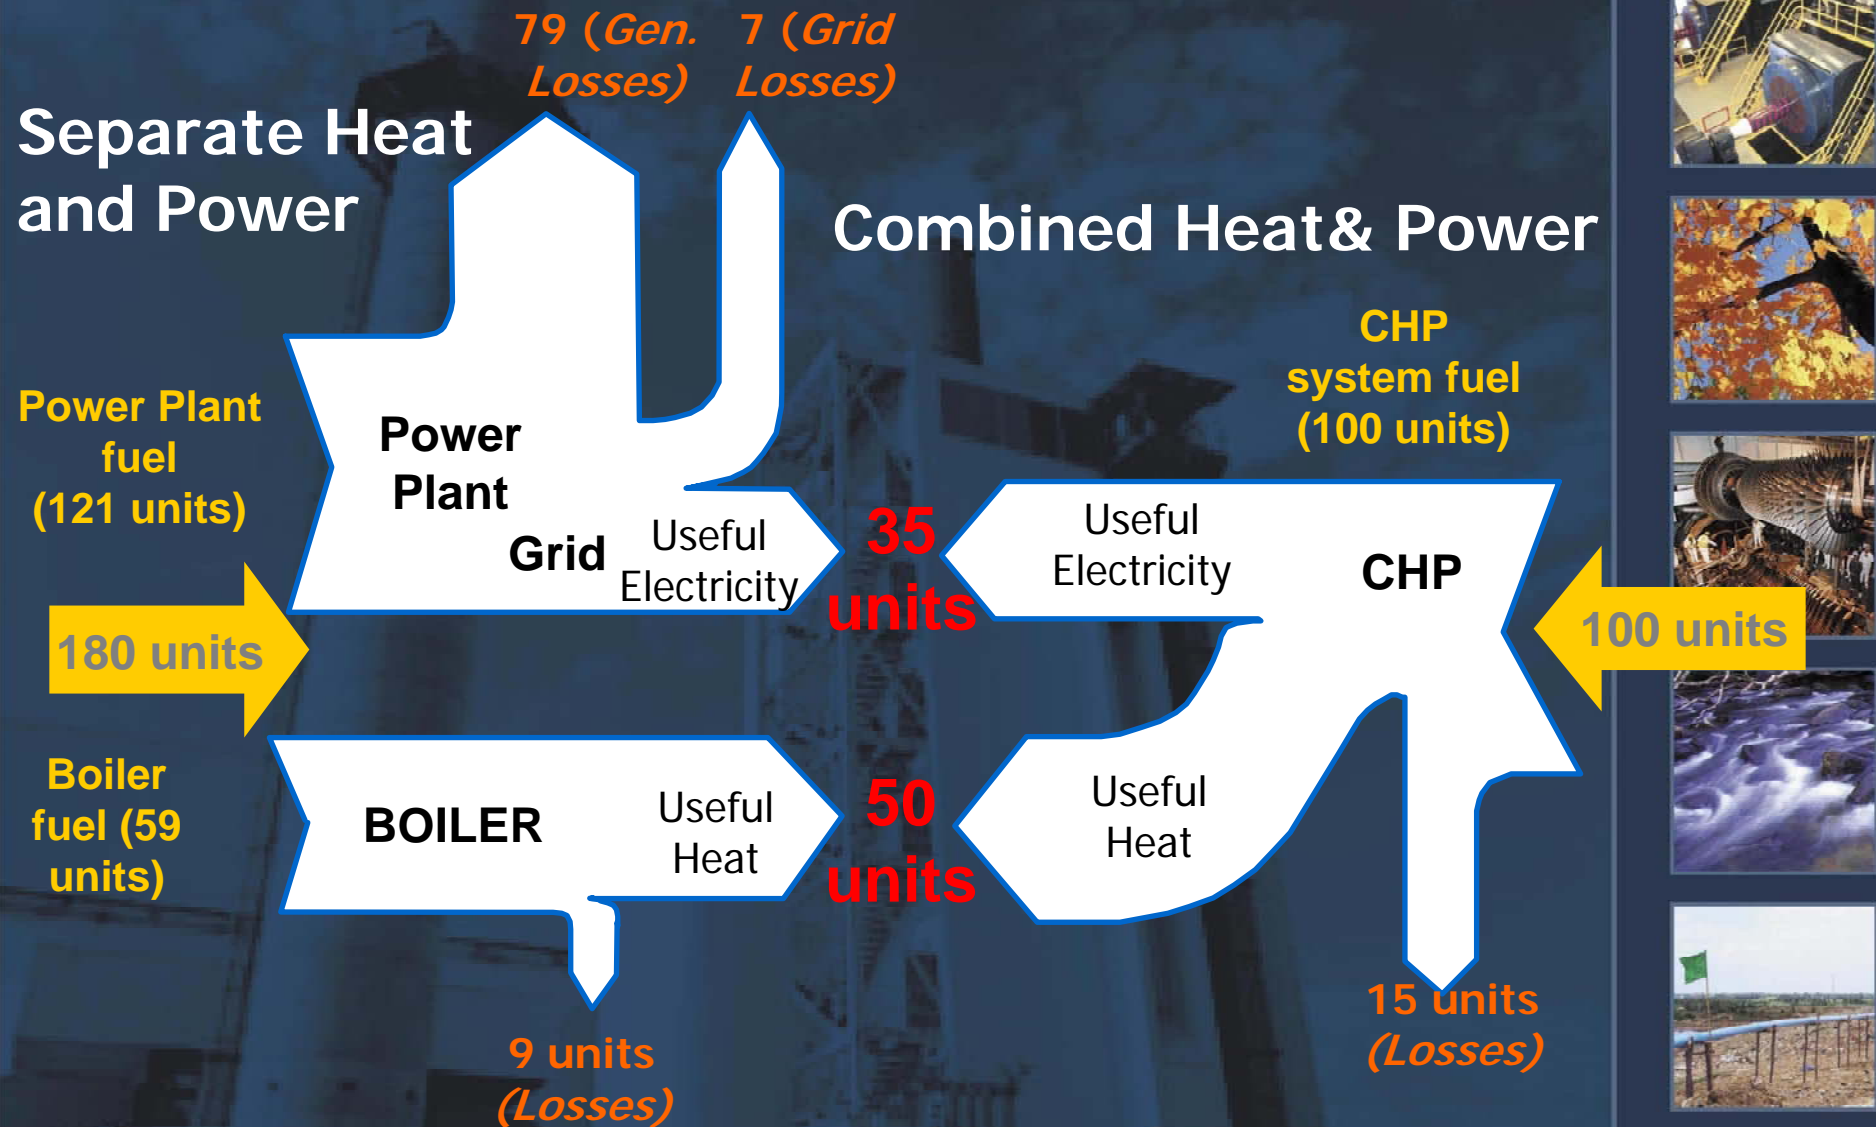 79 (Gen.
Losses)
7 (Grid
Losses)
Separate Heat
and Power
Combined Heat& Power
CHP
system fuel
(100 units)
Power Plant
fuel
(121 units)
Power
Plant
Grid
Useful
Electricity
35
units
Useful
Electricity
CHP
180 units
100 units
Boiler
fuel (59
units)
BOILER
Useful
Heat
50
units
Useful
Heat
9 units
(Losses)
15 units
(Losses)